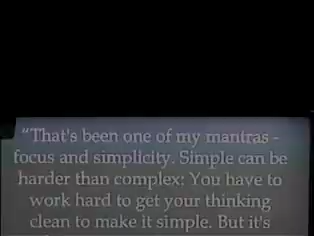 “That's been one of my mantras -
focus and simplicity. Simple can be
harder than complex: You have to
work hard to get your thinking
clean to make it simple. But it's